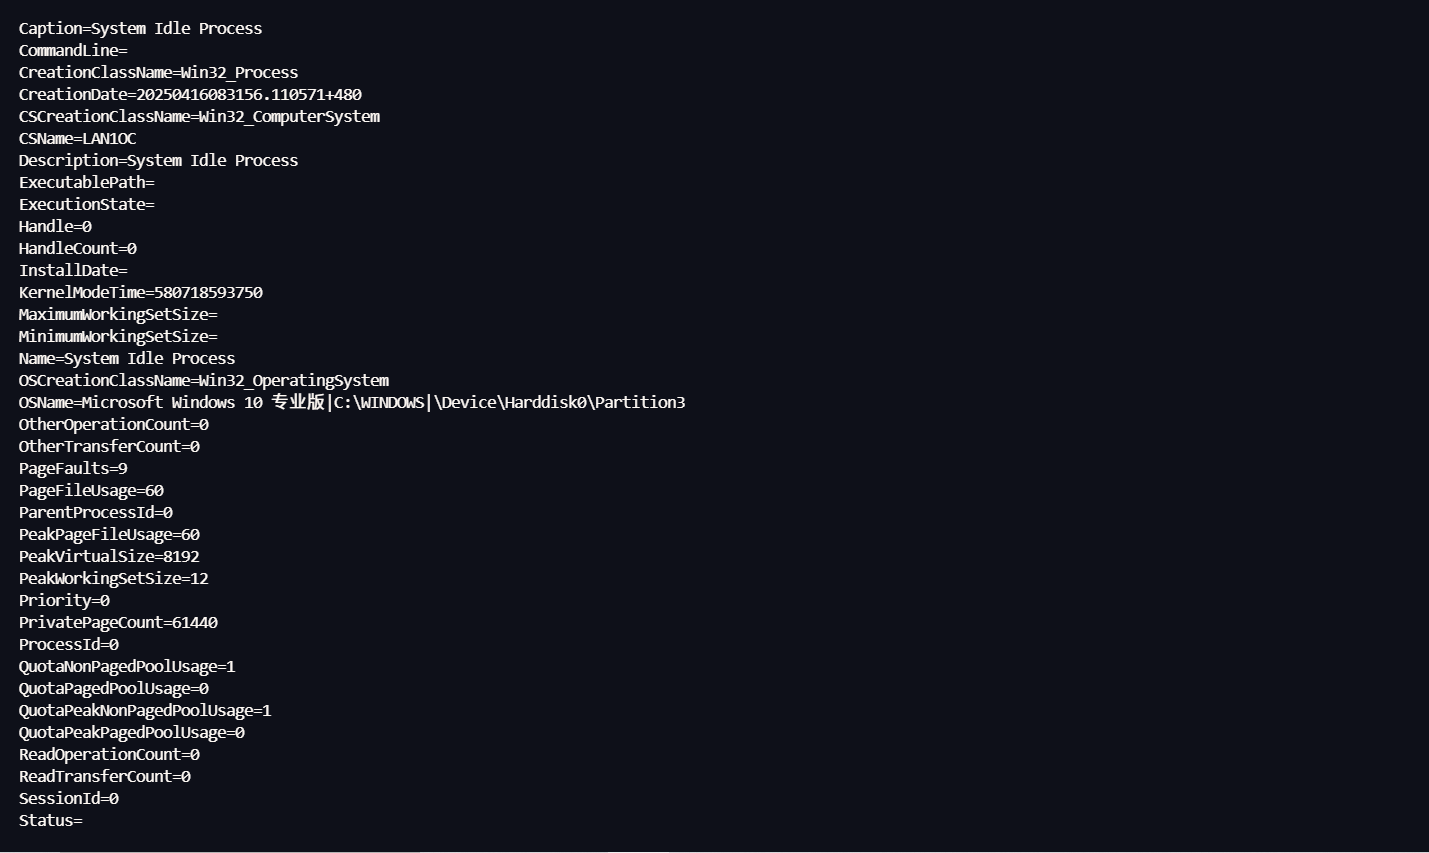 Caption=System Idle Process
CommandLine=
CreationClassName=Win32_Process
CreationDate=20250416083156.110571+480
CSCreationClassName=Win32_ComputerSystem
CSName=LAN1OC
Description=System Idle Process
ExecutablePath=
ExecutionState=
Handle=0
HandleCount=0
InstallDate=
KernelModeTime=580718593750
MaximumWorkingSetSize=
MinimumWorkingSetSize=
Name=System Idle Process
OSCreationClassName=Win32_OperatingSystem
OSName=Microsoft Windows 10 专业版|C:\WINDOWS|\Device\Harddisk0\Partition3
OtherOperationCount=0
OtherTransferCount=0
PageFaults=9
PageFileUsage=60
ParentProcessId=0
PeakPageFileUsage=60
PeakVirtualSize=8192
PeakWorkingSetSize=12
Priority=0
PrivatePageCount=61440
ProcessId=0
QuotaNonPagedPoolUsage=1
QuotaPagedPoolUsage=0
QuotaPeakNonPagedPoolUsage=1
QuotaPeakPagedPoolUsage=0
ReadOperationCount=0
ReadTransferCount=0
SessionId=0
Status=